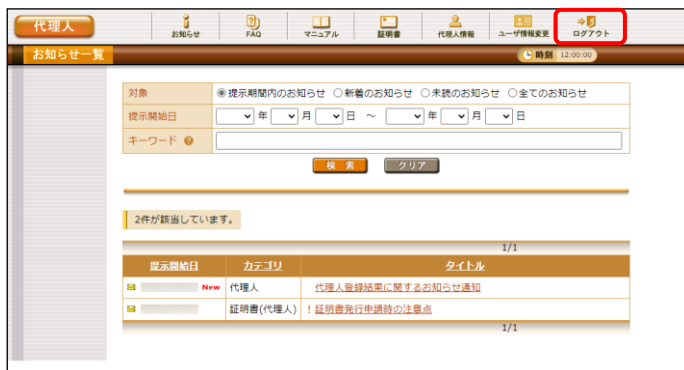 代理人
お知らせ
FAQ
マニュアル
証明書
代理人情報
ユーザ情報変更
ログアウト
お知らせ一覧
時刻 12:00:00
対象
提示期間内のお知らせ 新着のお知らせ 未読のお知らせ 全てのお知らせ
提示開始日
年 月 日 ～ 年 月 日
キーワード ?
検 索 クリア
2件が該当しています。
1/1
提示開始日 カテゴリ タイトル
New 代理人 代理人登録結果に関するお知らせ通知
証明書(代理人) ! 証明書発行申請時の注意点
1/1